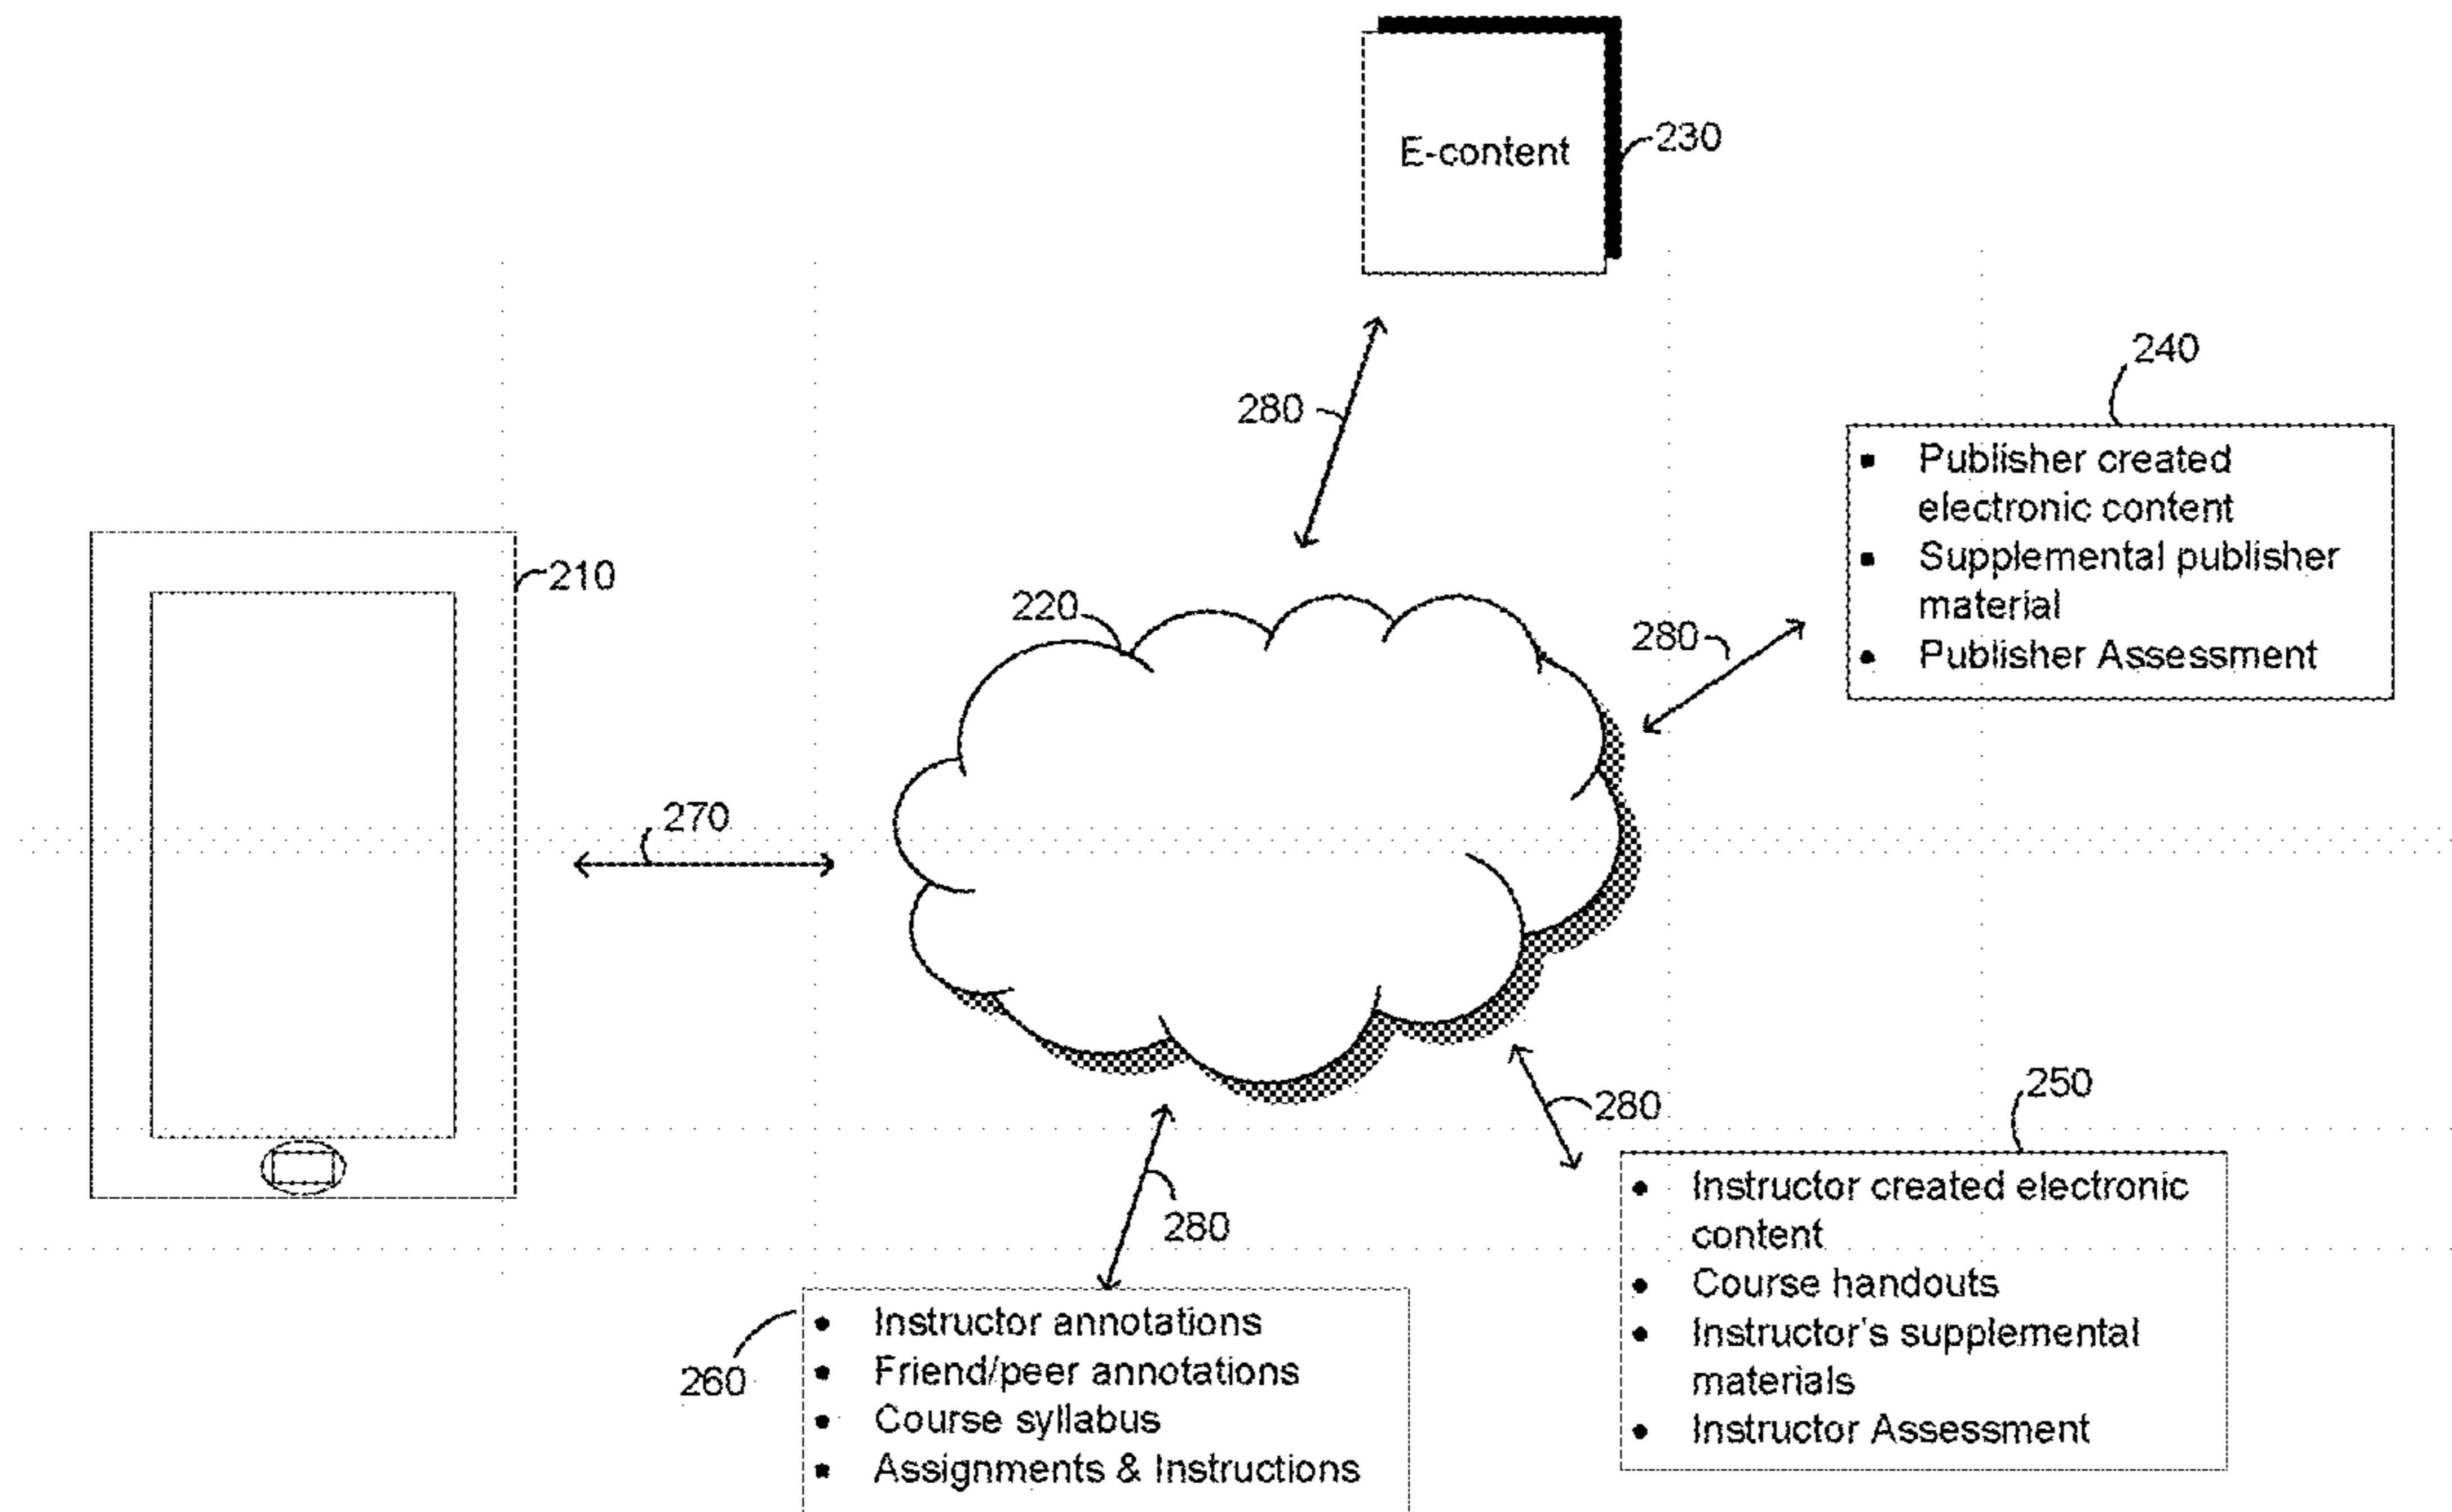 E-content
230
240
280
• Publisher created
electronic content
• Supplemental publisher
material
• Publisher Assessment
210
220
280
270
250
280
• Instructor created electronic
content
• Course handouts
• Instructor's supplemental
materials
• Instructor Assessment
280
260
• Instructor annotations
• Friend/peer annotations
• Course syllabus
• Assignments & Instructions